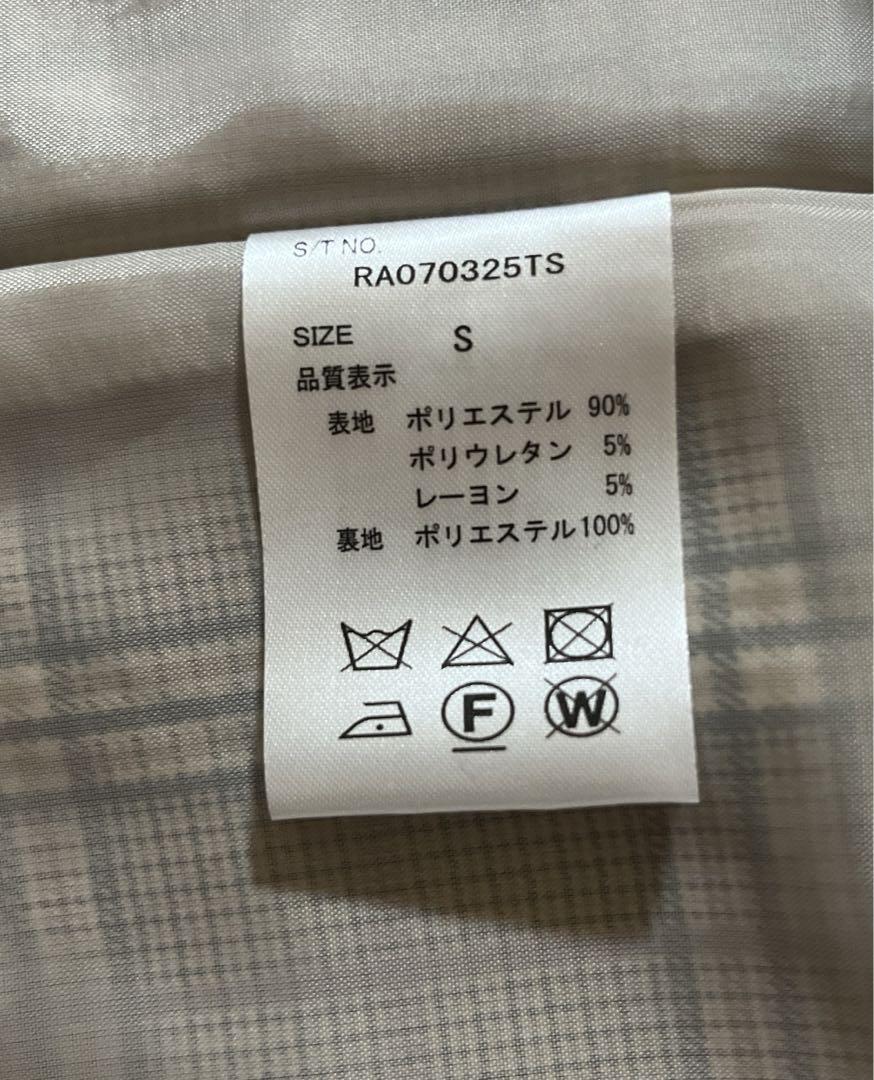 S/T NO.
RA070325TS
SIZE S
品質表示
表地 ポリエステル 90%
ポリウレタン 5%
レーヨン 5%
裏地 ポリエステル100%
F W